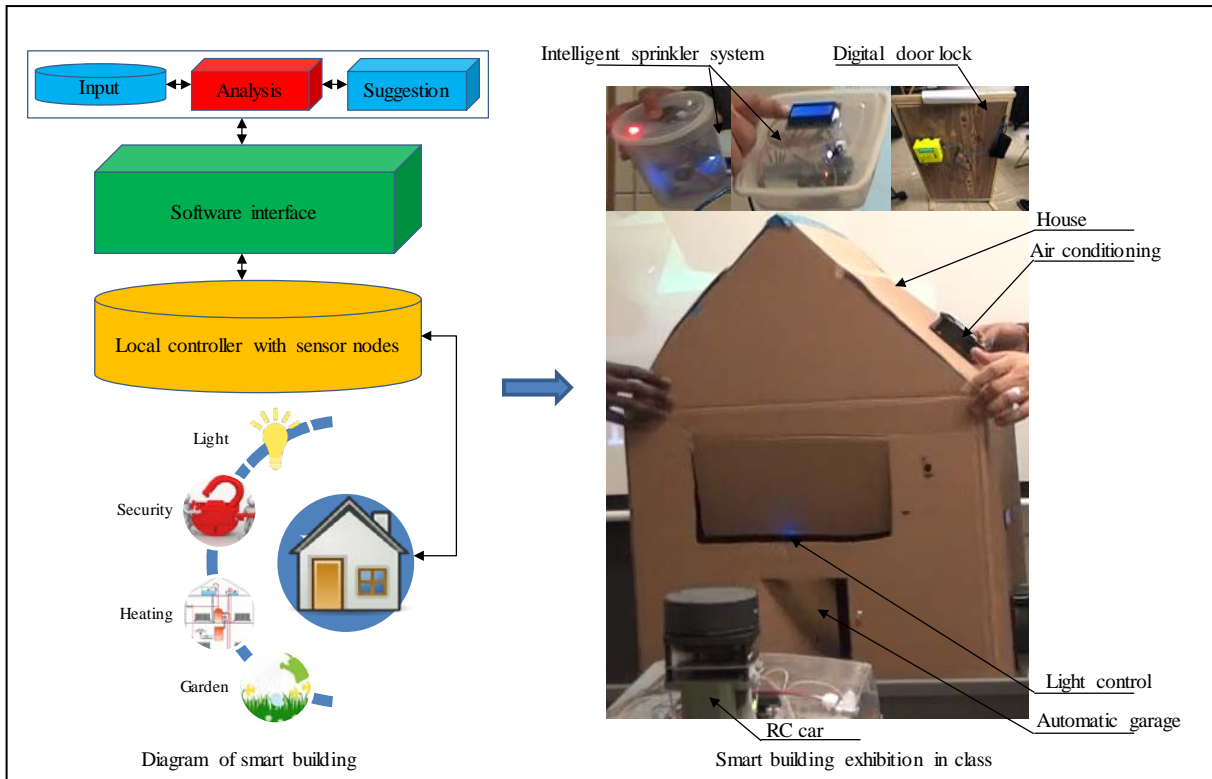 Input
Analysis
Suggestion
Software interface
Local controller with sensor nodes
Light
Security
Heating
Garden
Diagram of smart building
Intelligent sprinkler system
Digital door lock
House
Air conditioning
Light control
Automatic garage
RC car
Smart building exhibition in class